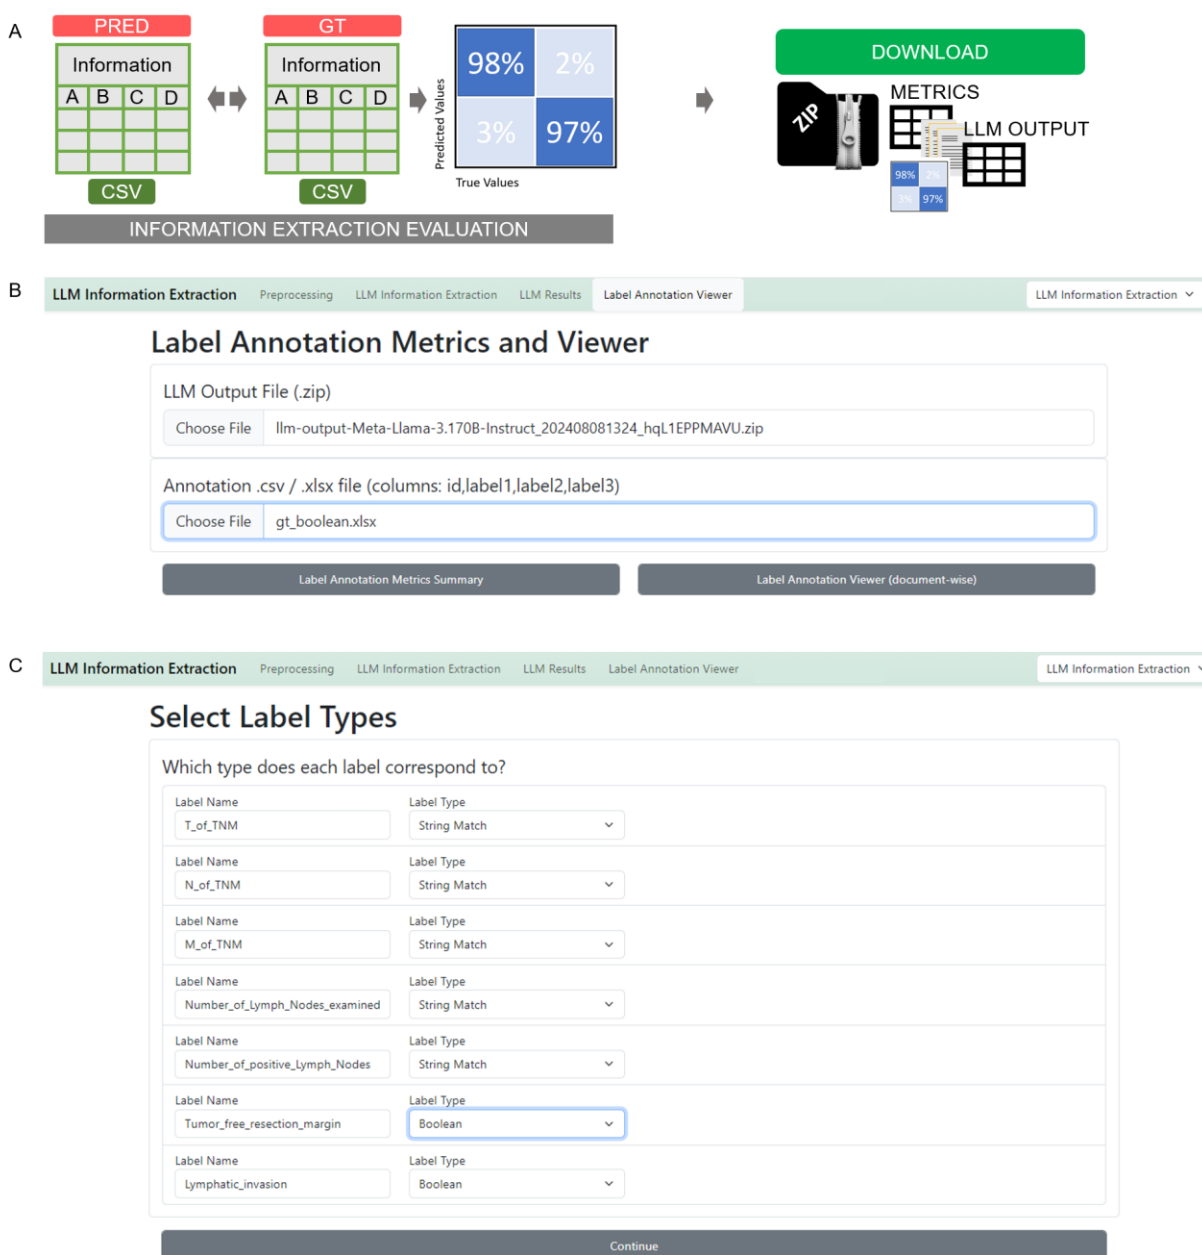 A
PRED
GT
Information
Information
A B C D
A B C D
CSV
CSV
Predicted Values
98% 2%
3% 97%
True Values
INFORMATION EXTRACTION EVALUATION
DOWNLOAD
ZIP
METRICS
LLM OUTPUT
98% 2%
3% 97%
B
LLM Information Extraction Preprocessing LLM Information Extraction LLM Results Label Annotation Viewer LLM Information Extraction
Label Annotation Metrics and Viewer
LLM Output File (.zip)
Choose File llm-output-Meta-Llama-3.170B-Instruct_202408081324_hqL1EPPMAVU.zip
Annotation .csv / .xlsx file (columns: id,label1,label2,label3)
Choose File gt_boolean.xlsx
Label Annotation Metrics Summary Label Annotation Viewer (document-wise)
C
LLM Information Extraction Preprocessing LLM Information Extraction LLM Results Label Annotation Viewer LLM Information Extraction
Select Label Types
Which type does each label correspond to?
Label Name Label Type
T_of_TNM String Match
Label Name Label Type
N_of_TNM String Match
Label Name Label Type
M_of_TNM String Match
Label Name Label Type
Number_of_Lymph_Nodes_examined String Match
Label Name Label Type
Number_of_positive_Lymph_Nodes String Match
Label Name Label Type
Tumor_free_resection_margin Boolean
Label Name Label Type
Lymphatic_invasion Boolean
Continue